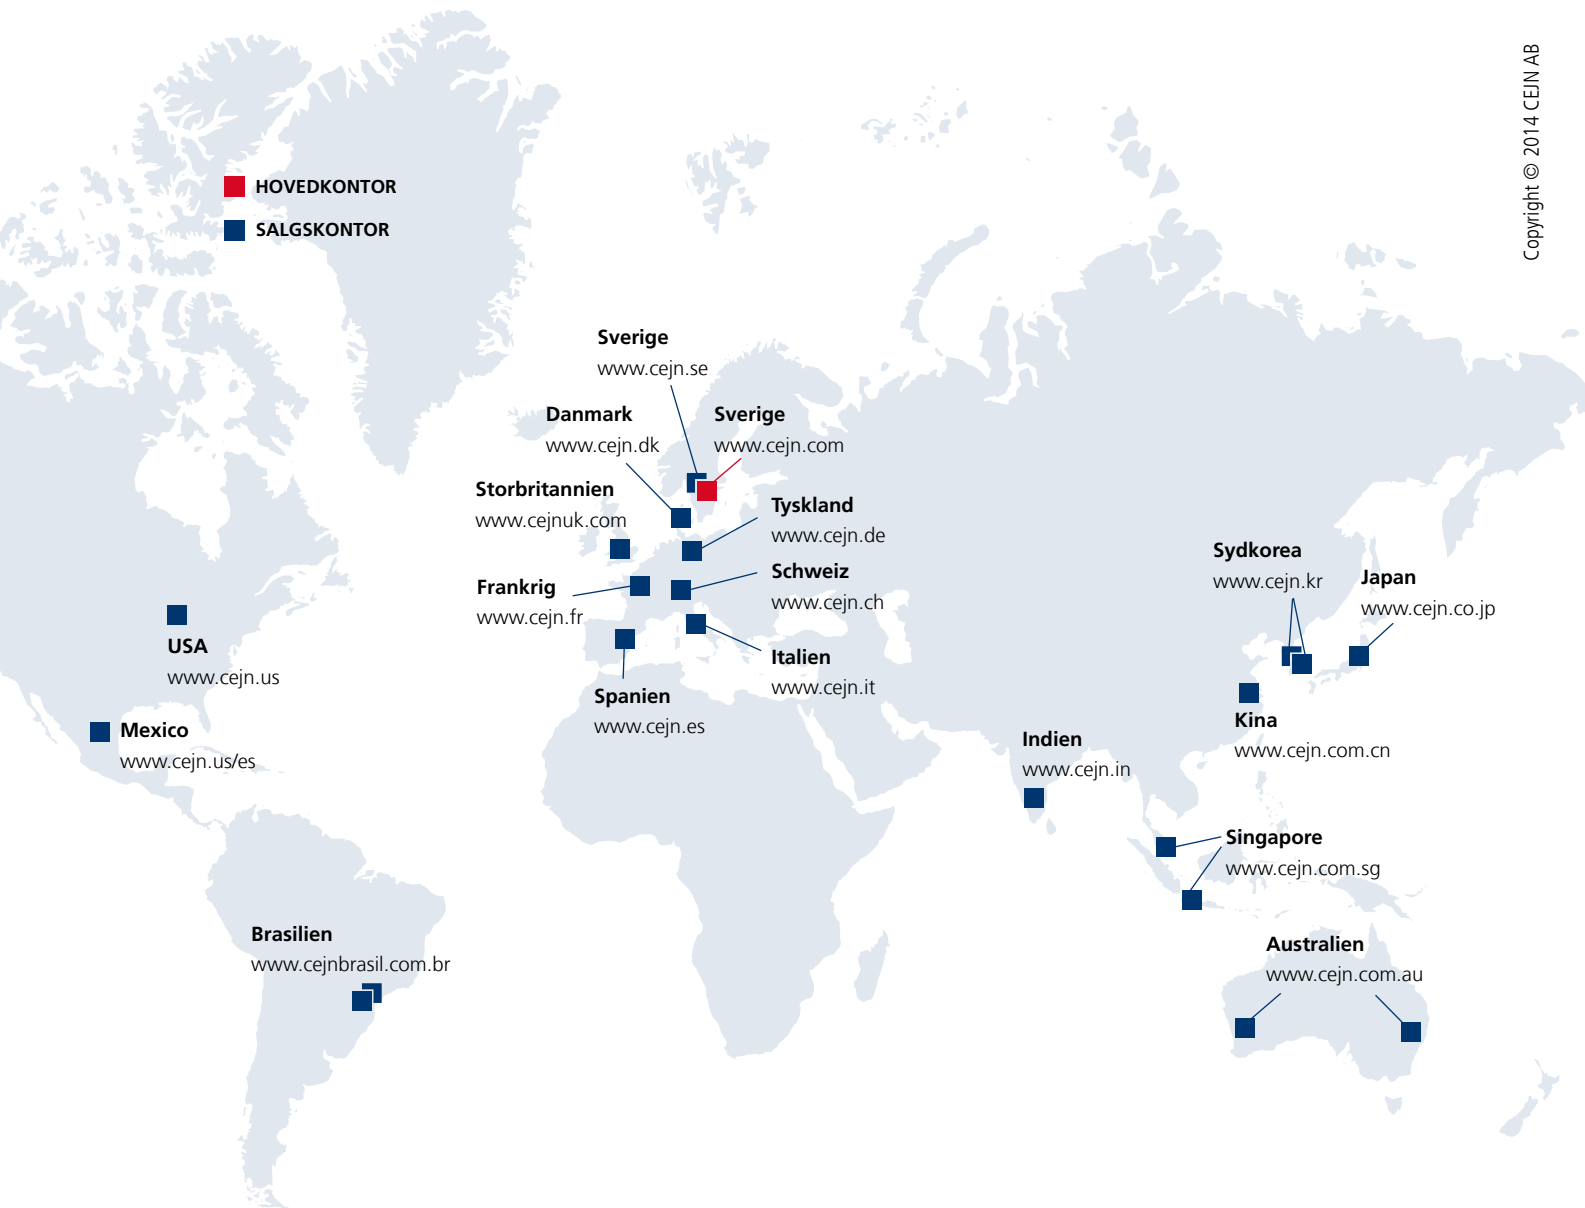 Copyright © 2014 CEJN AB
HOVEDKONTOR
SALGSKONTOR
Sverige
www.cejn.se
Danmark
www.cejn.dk
Sverige
www.cejn.com
Storbritannien
www.cejnuk.com
Tyskland
www.cejn.de
Frankrig
www.cejn.fr
Schweiz
www.cejn.ch
Italien
www.cejn.it
Spanien
www.cejn.es
Sydkorea
www.cejn.kr
Japan
www.cejn.co.jp
USA
www.cejn.us
Mexico
www.cejn.us/es
Kina
www.cejn.com.cn
Indien
www.cejn.in
Singapore
www.cejn.com.sg
Brasilien
www.cejnbrasil.com.br
Australien
www.cejn.com.au